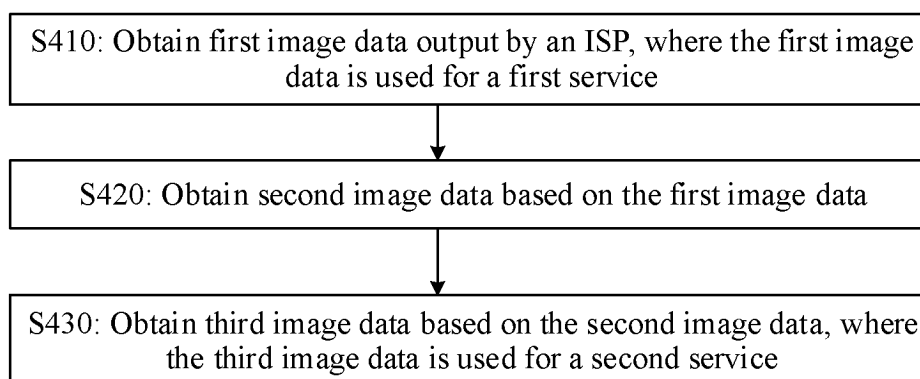 S410: Obtain first image data output by an ISP, where the first image
data is used for a first service
S420: Obtain second image data based on the first image data
S430: Obtain third image data based on the second image data, where
the third image data is used for a second service